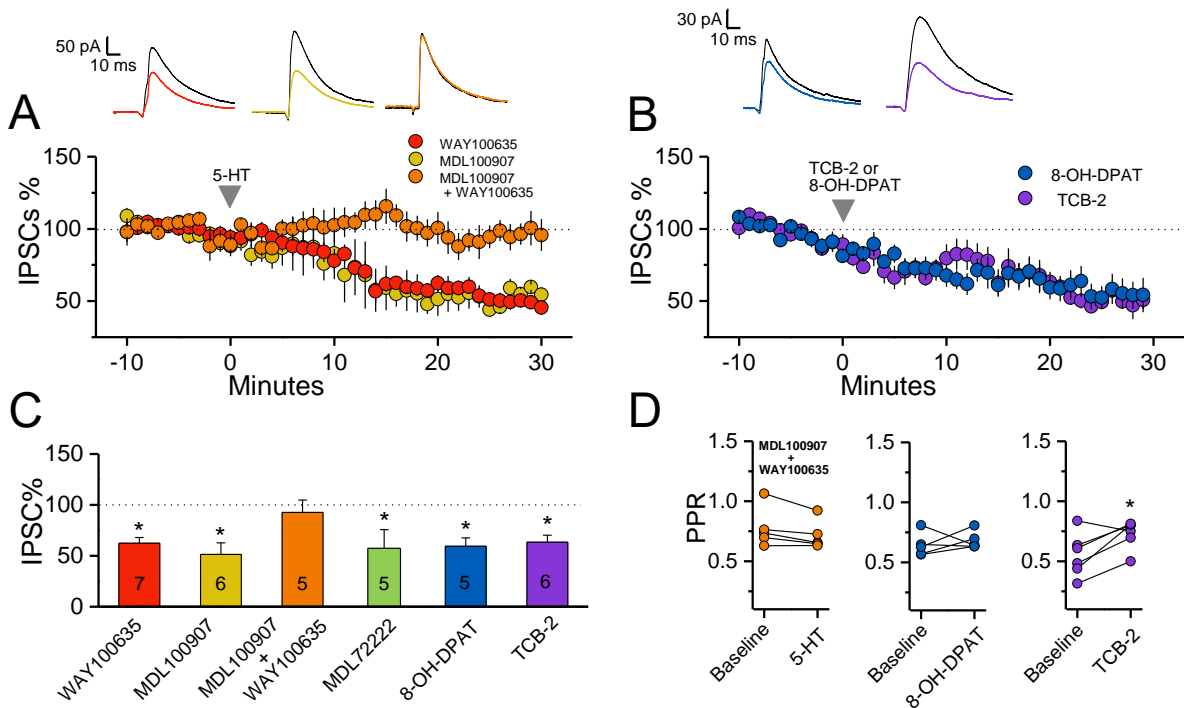 50 pA
10 ms
30 pA
10 ms
A
B
150
100
50
IPSCs %
5-HT
WAY100635
MDL100907
MDL100907
+ WAY100635
-10
0
10
20
30
Minutes
150
100
50
IPSCs %
TCB-2 or
8-OH-DPAT
8-OH-DPAT
TCB-2
-10
0
10
20
30
Minutes
C
150
100
50
0
IPSC%
*
*
*
*
*
7
6
5
5
5
6
WAY100635
MDL100907
MDL100907
+
WAY100635
MDL72222
8-OH-DPAT
TCB-2
D
PPR
1.5
1.0
0.5
MDL100907
+
WAY100635
Baseline
5-HT
1.5
1.0
0.5
Baseline
8-OH-DPAT
1.5
1.0
0.5
*
Baseline
TCB-2